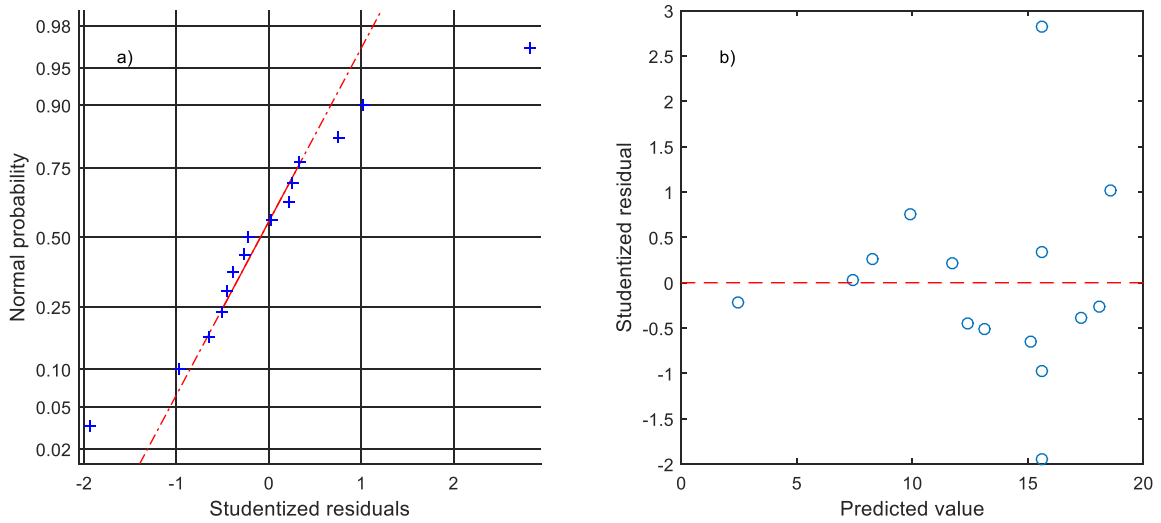 a)
0.98
0.95
0.90
0.75
0.50
0.25
0.10
0.05
0.02
Normal probability
-2 -1 0 1 2
Studentized residuals
b)
3
2.5
2
1.5
1
0.5
0
-0.5
-1
-1.5
-2
Studentized residual
0 5 10 15 20
Predicted value